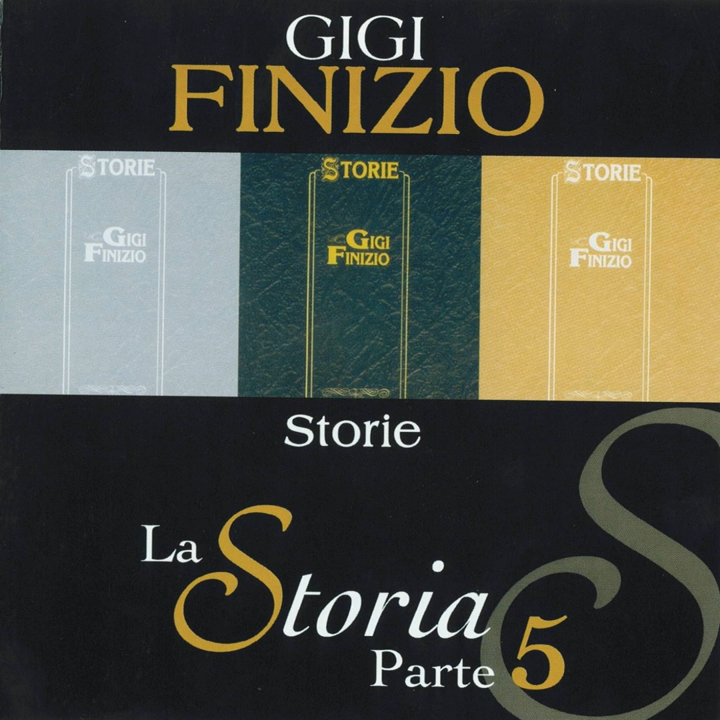 GIGI
FINIZIO
STORIE
GIGI
FINIZIO
STORIE
GIGI
FINIZIO
STORIE
GIGI
FINIZIO
Storie
La Storia
Parte 5
S